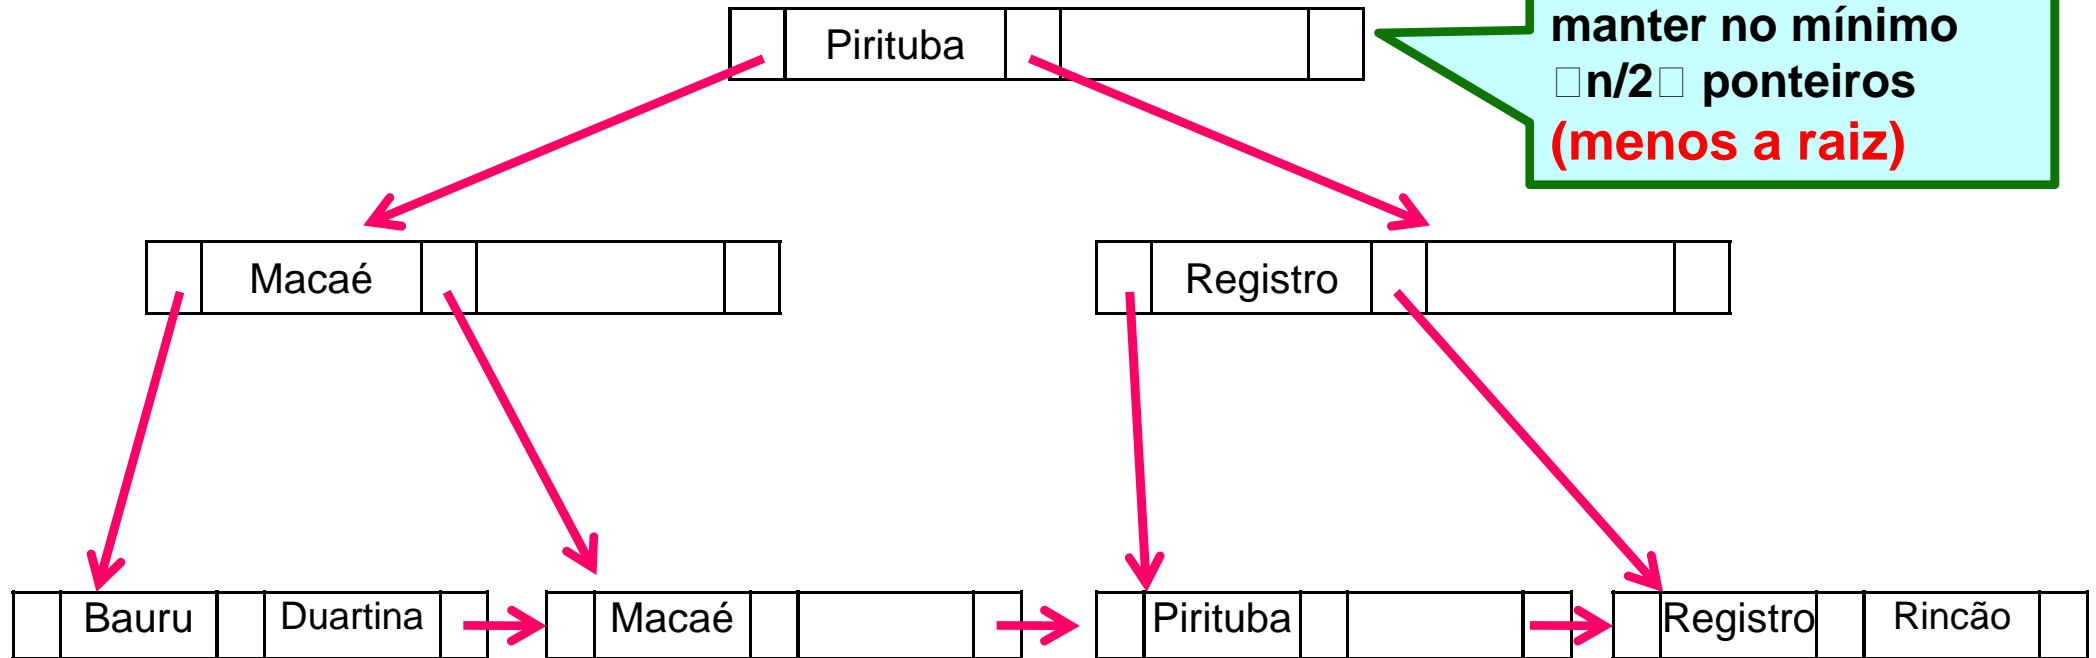 Pirituba
manter no mínimo
□n/2□ ponteiros
(menos a raiz)
Macaé
Registro
Bauru
Duartina
Macaé
Pirituba
Registro
Rincão